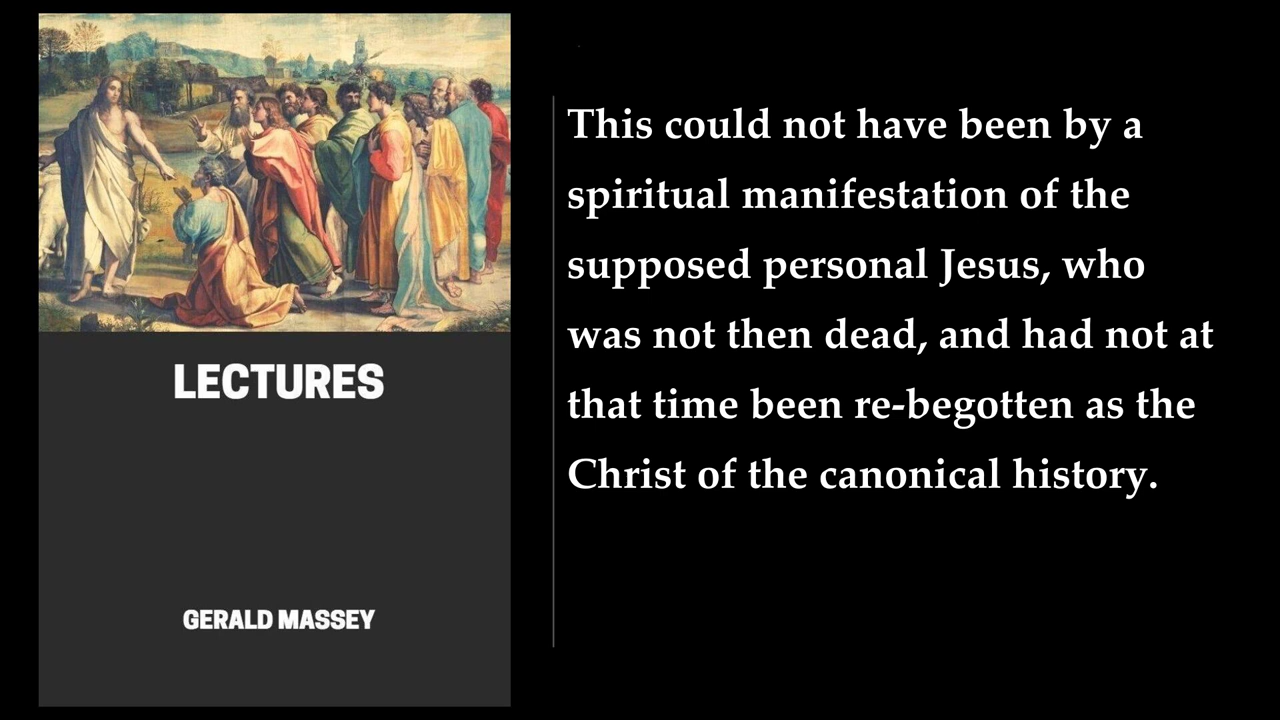 LECTURES
GERALD MASSEY
This could not have been by a
spiritual manifestation of the
supposed personal Jesus, who
was not then dead, and had not at
that time been re-begotten as the
Christ of the canonical history.